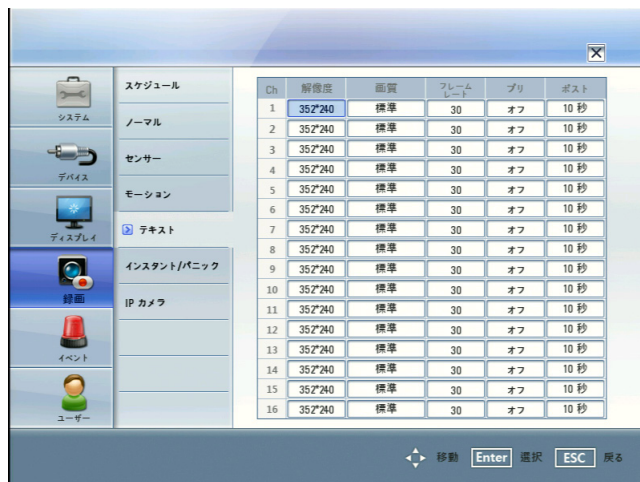 システム
デバイス
ディスプレイ
録画
イベント
ユーザー
スケジュール
ノーマル
センサー
モーション
テキスト
インスタント/パニック
IP カメラ
Ch 解像度 画質 フレームレート プリ ポスト
1 352*240 標準 30 オフ 10 秒
2 352*240 標準 30 オフ 10 秒
3 352*240 標準 30 オフ 10 秒
4 352*240 標準 30 オフ 10 秒
5 352*240 標準 30 オフ 10 秒
6 352*240 標準 30 オフ 10 秒
7 352*240 標準 30 オフ 10 秒
8 352*240 標準 30 オフ 10 秒
9 352*240 標準 30 オフ 10 秒
10 352*240 標準 30 オフ 10 秒
11 352*240 標準 30 オフ 10 秒
12 352*240 標準 30 オフ 10 秒
13 352*240 標準 30 オフ 10 秒
14 352*240 標準 30 オフ 10 秒
15 352*240 標準 30 オフ 10 秒
16 352*240 標準 30 オフ 10 秒
移動 Enter 選択 ESC 戻る